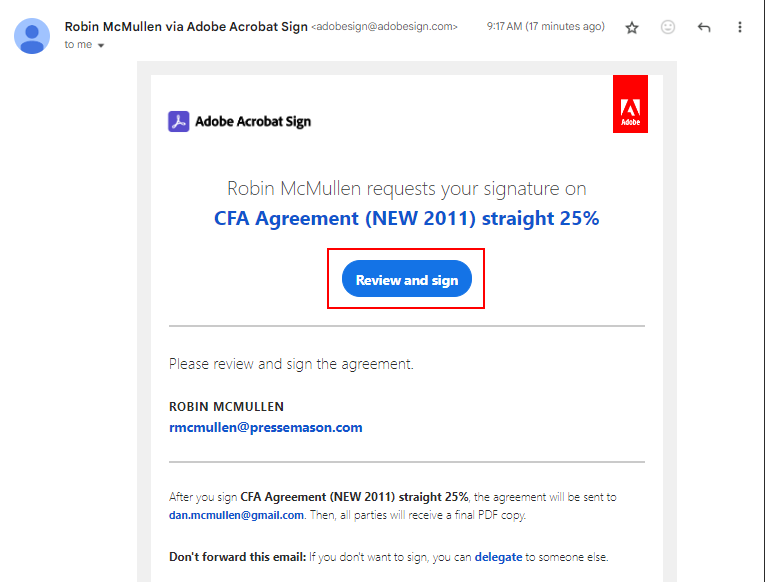 Robin McMullen via Adobe Acrobat Sign <adobesign@adobesign.com> 9:17 AM (17 minutes ago)
to me
Adobe Acrobat Sign
Adobe
Robin McMullen requests your signature on
CFA Agreement (NEW 2011) straight 25%
Review and sign
Please review and sign the agreement.
ROBIN MCMULLEN
rmcmullen@pressemason.com
After you sign CFA Agreement (NEW 2011) straight 25%, the agreement will be sent to
dan.mcmullen@gmail.com. Then, all parties will receive a final PDF copy.
Don't forward this email: If you don't want to sign, you can delegate to someone else.